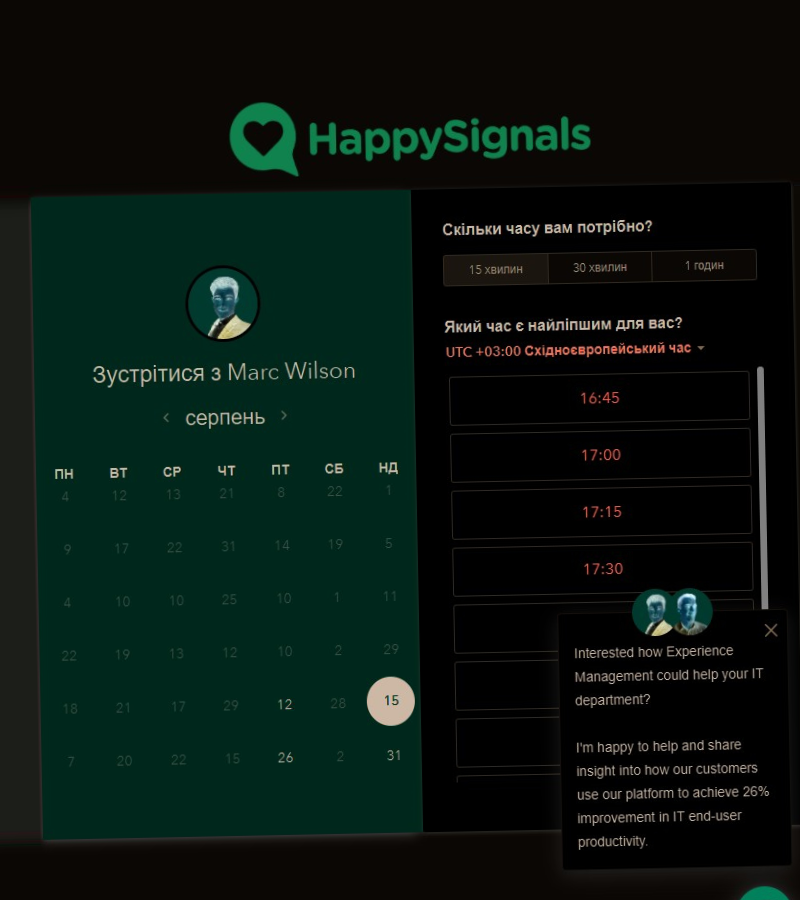 HappySignals
Зустрітися з Marc Wilson
серпень
ПН ВТ СР ЧТ ПТ СБ НД
4 12 13 21 8 22 1
9 17 22 31 14 19 5
4 10 10 25 10 1 11
22 19 13 12 10 2 29
18 21 17 29 12 28 15
7 20 22 15 26 2 31
Скільки часу вам потрібно?
15 хвилин 30 хвилин 1 годин
Який час є найліпшим для вас?
UTC +03:00 Східноєвропейський час
16:45
17:00
17:15
17:30
Interested how Experience
Management could help your IT
department?
I'm happy to help and share
insight into how our customers
use our platform to achieve 26%
improvement in IT end-user
productivity.